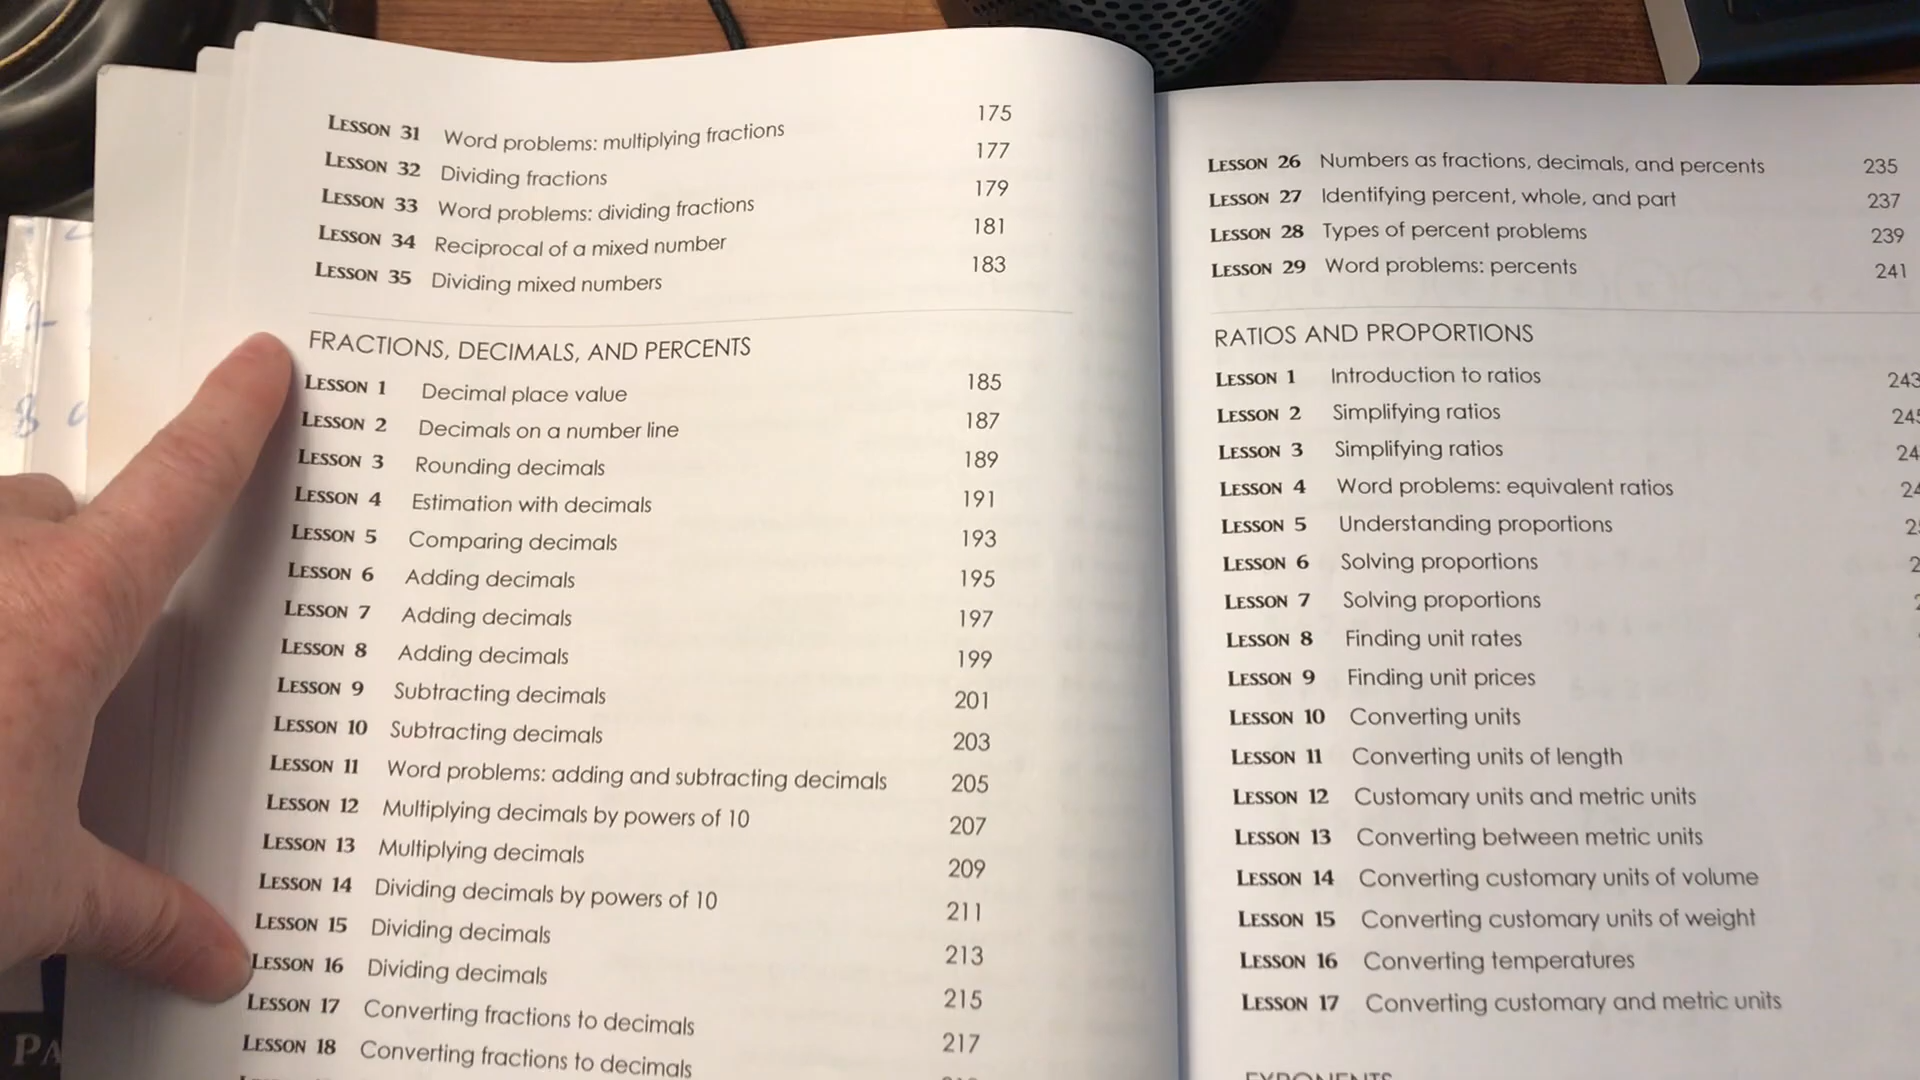 LESSON 31 Word problems: multiplying fractions 175
LESSON 32 Dividing fractions 177
LESSON 33 Word problems: dividing fractions 179
LESSON 34 Reciprocal of a mixed number 181
LESSON 35 Dividing mixed numbers 183
FRACTIONS, DECIMALS, AND PERCENTS
LESSON 1 Decimal place value 185
LESSON 2 Decimals on a number line 187
LESSON 3 Rounding decimals 189
LESSON 4 Estimation with decimals 191
LESSON 5 Comparing decimals 193
LESSON 6 Adding decimals 195
LESSON 7 Adding decimals 197
LESSON 8 Adding decimals 199
LESSON 9 Subtracting decimals 201
LESSON 10 Subtracting decimals 203
LESSON 11 Word problems: adding and subtracting decimals 205
LESSON 12 Multiplying decimals by powers of 10 207
LESSON 13 Multiplying decimals 209
LESSON 14 Dividing decimals by powers of 10 211
LESSON 15 Dividing decimals 213
LESSON 16 Dividing decimals 215
LESSON 17 Converting fractions to decimals 217
LESSON 18 Converting fractions to decimals
LESSON 26 Numbers as fractions, decimals, and percents 235
LESSON 27 Identifying percent, whole, and part 237
LESSON 28 Types of percent problems 239
LESSON 29 Word problems: percents 241
RATIOS AND PROPORTIONS
LESSON 1 Introduction to ratios 243
LESSON 2 Simplifying ratios 245
LESSON 3 Simplifying ratios
LESSON 4 Word problems: equivalent ratios
LESSON 5 Understanding proportions
LESSON 6 Solving proportions
LESSON 7 Solving proportions
LESSON 8 Finding unit rates
LESSON 9 Finding unit prices
LESSON 10 Converting units
LESSON 11 Converting units of length
LESSON 12 Customary units and metric units
LESSON 13 Converting between metric units
LESSON 14 Converting customary units of volume
LESSON 15 Converting customary units of weight
LESSON 16 Converting temperatures
LESSON 17 Converting customary and metric units
EXPONENTS
PA